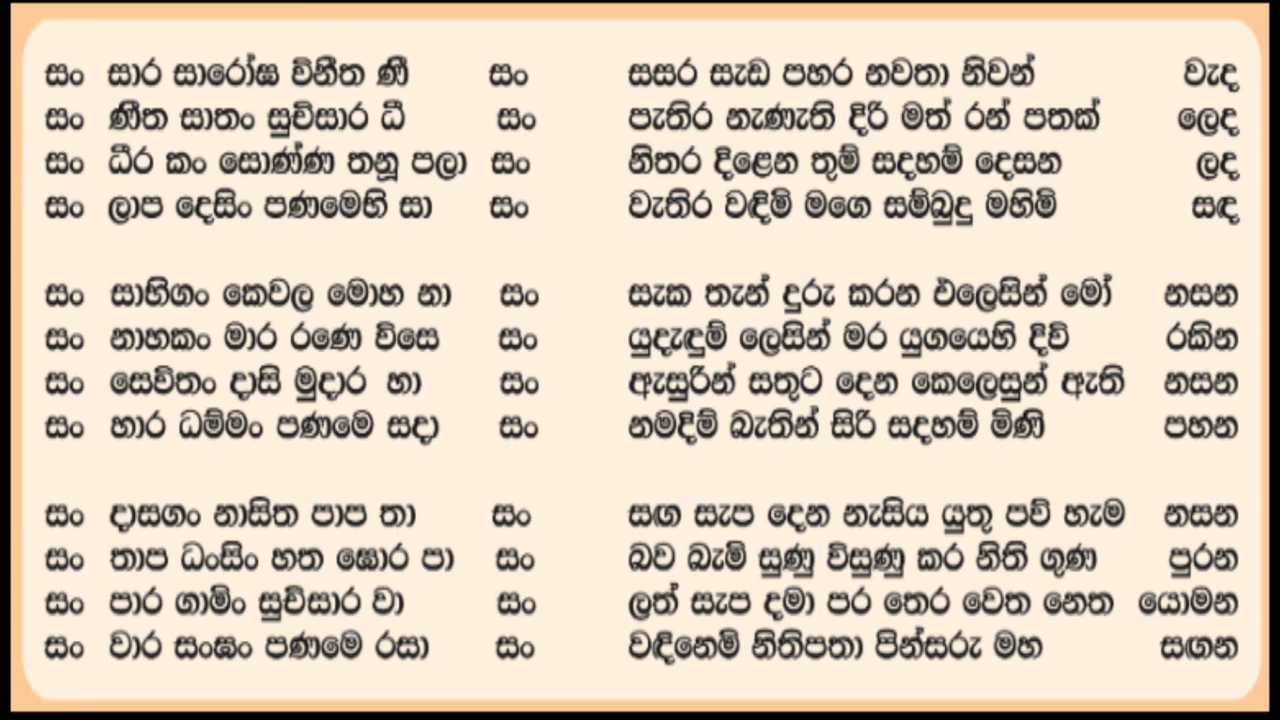 සං සාර සාරෝඝ විනීත ණී සං සසර සැඩ පහර නවතා නිවන් වැද
සං ණීත සාතං සුචිසාර ධී සං පැතිර නැණැති දිරි මත් රන් පතක් ලෙද
සං ධීර කං සොණ්ණ තනූ පලා සං නිතර දිළෙන තුම් සදහම් දෙසන ලද
සං ලාප දෙසිං පණමෙභි සා සං වැතිර වඳිමි මගෙ සම්බුදු මහිමි සඳ
සං සාභිගං කෙවල මොහ නා සං සැක තැන් දුරු කරන එලෙසින් මෝ නසන
සං නාහකං මාර රණෙ විසෙ සං යුදැඳුම් ලෙසින් මර යුගයෙහි දිවි රකින
සං සෙවිතං දාසි මුදාර හා සං ඇසුරින් සතුට දෙන කෙලෙසුන් ඇති නසන
සං හාර ධම්මං පණමෙ සදා සං නමදිම් බැතින් සිරි සදහම් මිණි පහන
සං දාසගං නාසිත පාප තා සං සඟ සැප දෙන නැසිය යුතු පව් හැම නසන
සං තාප ධංසිං හත ඝොර පා සං බව බැමි සුණු විසුණු කර නිති ගුණ පුරන
සං පාර ගාමිං සුචිසාර වා සං ලත් සැප දමා පර තෙර වෙත නෙත යොමන
සං වාර සංඝං පණමෙ රසා සං වඳිනෙමි නිතිපතා පින්සරු මහ සඟන